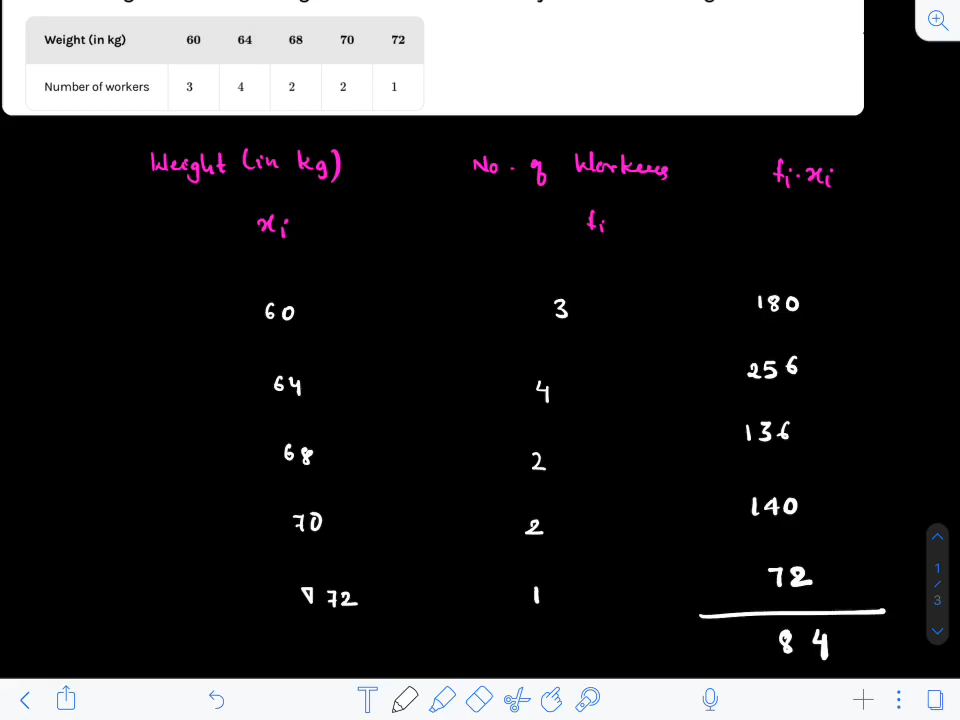 Weight (in kg) 60 64 68 70 72
Number of workers 3 4 2 2 1
Weight (in kg) No. of Workers fi.xi
xi fi
60 3 180
64 4 256
68 2 136
70 2 140
72 1 72
84
T
1
/
3